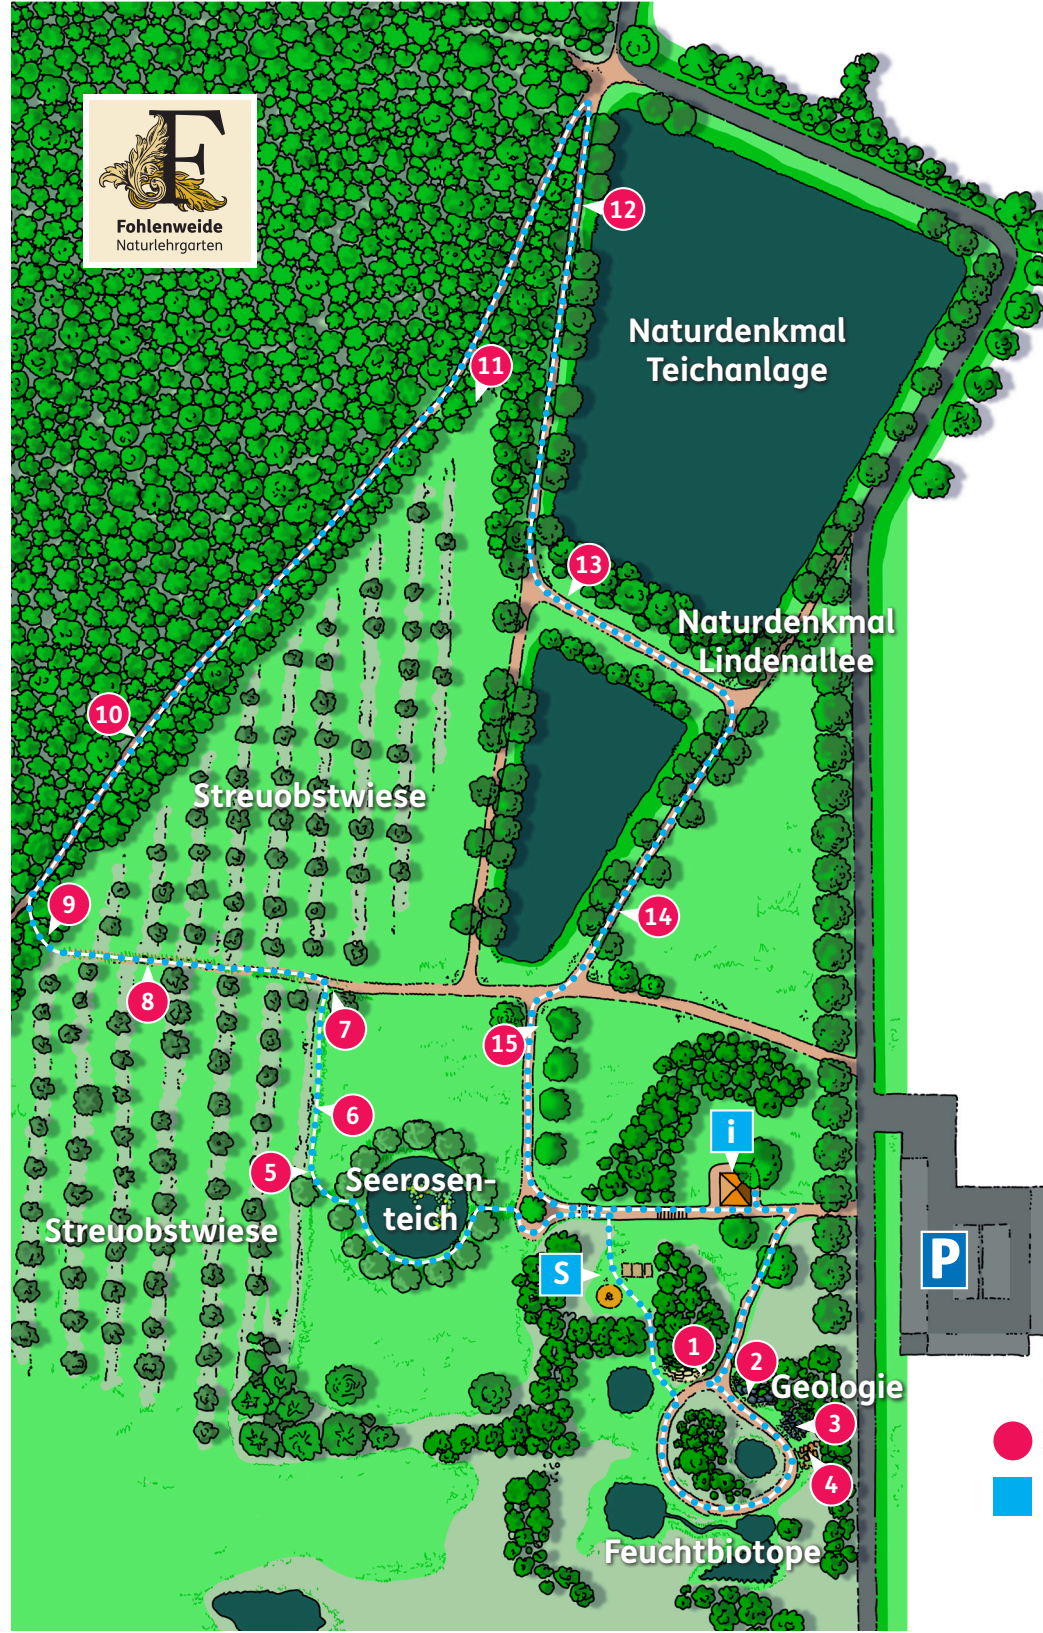 F
Fohlenweide
Naturlehrgarten
12
Naturdenkmal
Teichanlage
11
13
Naturdenkmal
Lindenallee
10
Streuobstwiese
9
14
8
7
15
6
i
5
Seerosen-
teich
Streuobstwiese
S
P
1
2
Geologie
3
4
Feuchtbiotope